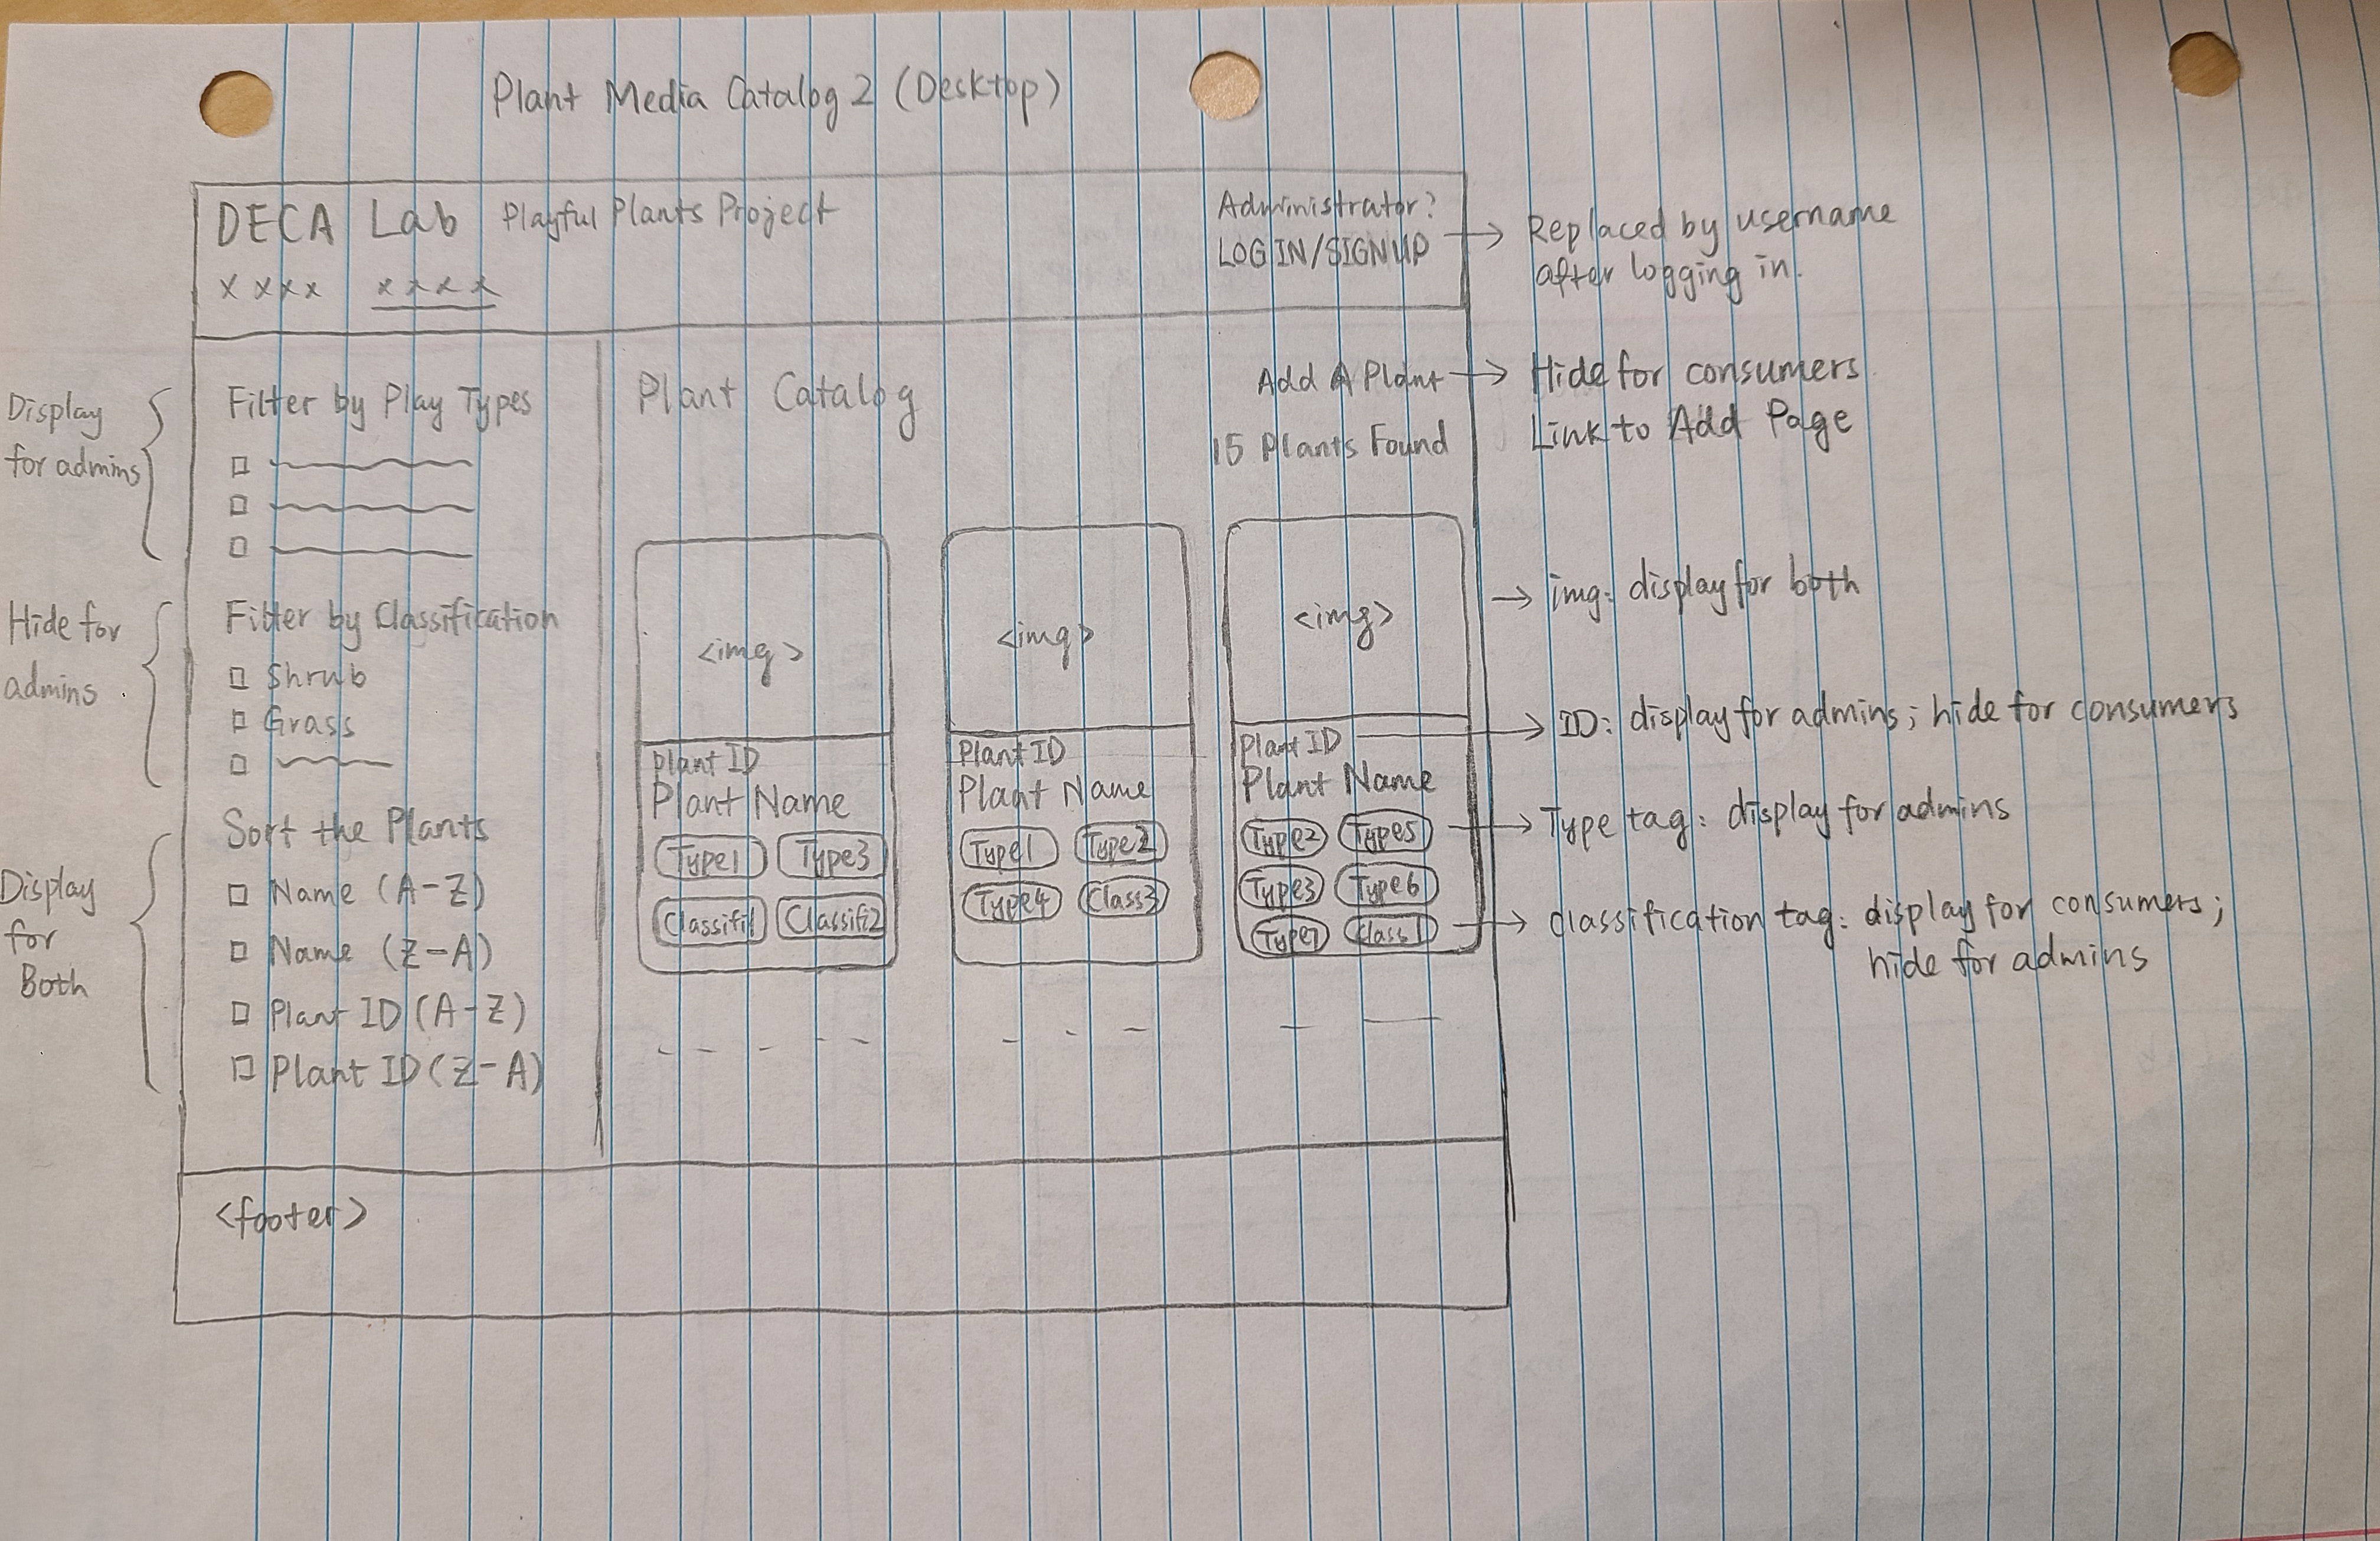 Plant Media Catalog 2 (Desktop)
DECA Lab Playful Plants Project
x x x x x x x x
Administrator?
LOG IN/SIGN UP
Replaced by username
after logging in.
Display
for admins
Filter by Play Types
Plant Catalog
Add A Plant
15 Plants Found
Hide for consumers
Link to Add Page
Hide for
admins
Filter by Classification
Shrub
Grass
Display
for
Both
Sort the Plants
Name (A-Z)
Name (Z-A)
Plant ID (A-Z)
Plant ID (Z-A)
<img>
Plant ID
Plant Name
Type1 Type3
Classifi1 Classifi2
<img>
Plant ID
Plant Name
Type1 Type2
Type4 Class3
<img>
Plant ID
Plant Name
Type2 Type5
Type3 Type6
Type7 Class1
img: display for both
ID: display for admins; hide for consumers
Type tag: display for admins
classification tag: display for consumers;
hide for admins
<footer>